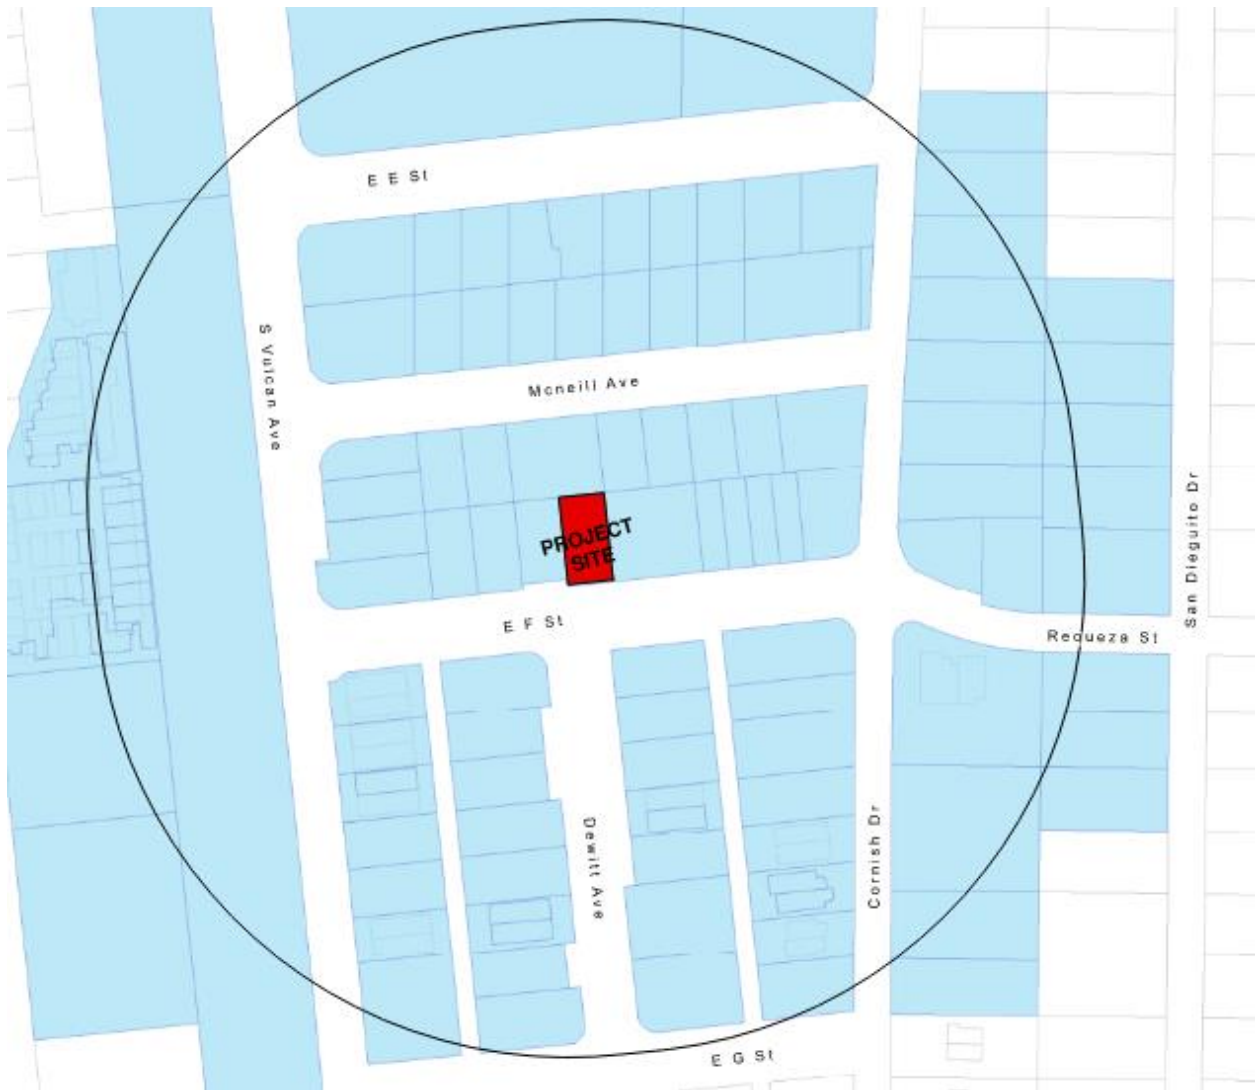 E E St
S Vulcan Ave
Mcneill Ave
San Dieguito Dr
PROJECT
SITE
E F St
Requeza St
Dewitt Ave
Cornish Dr
E G St